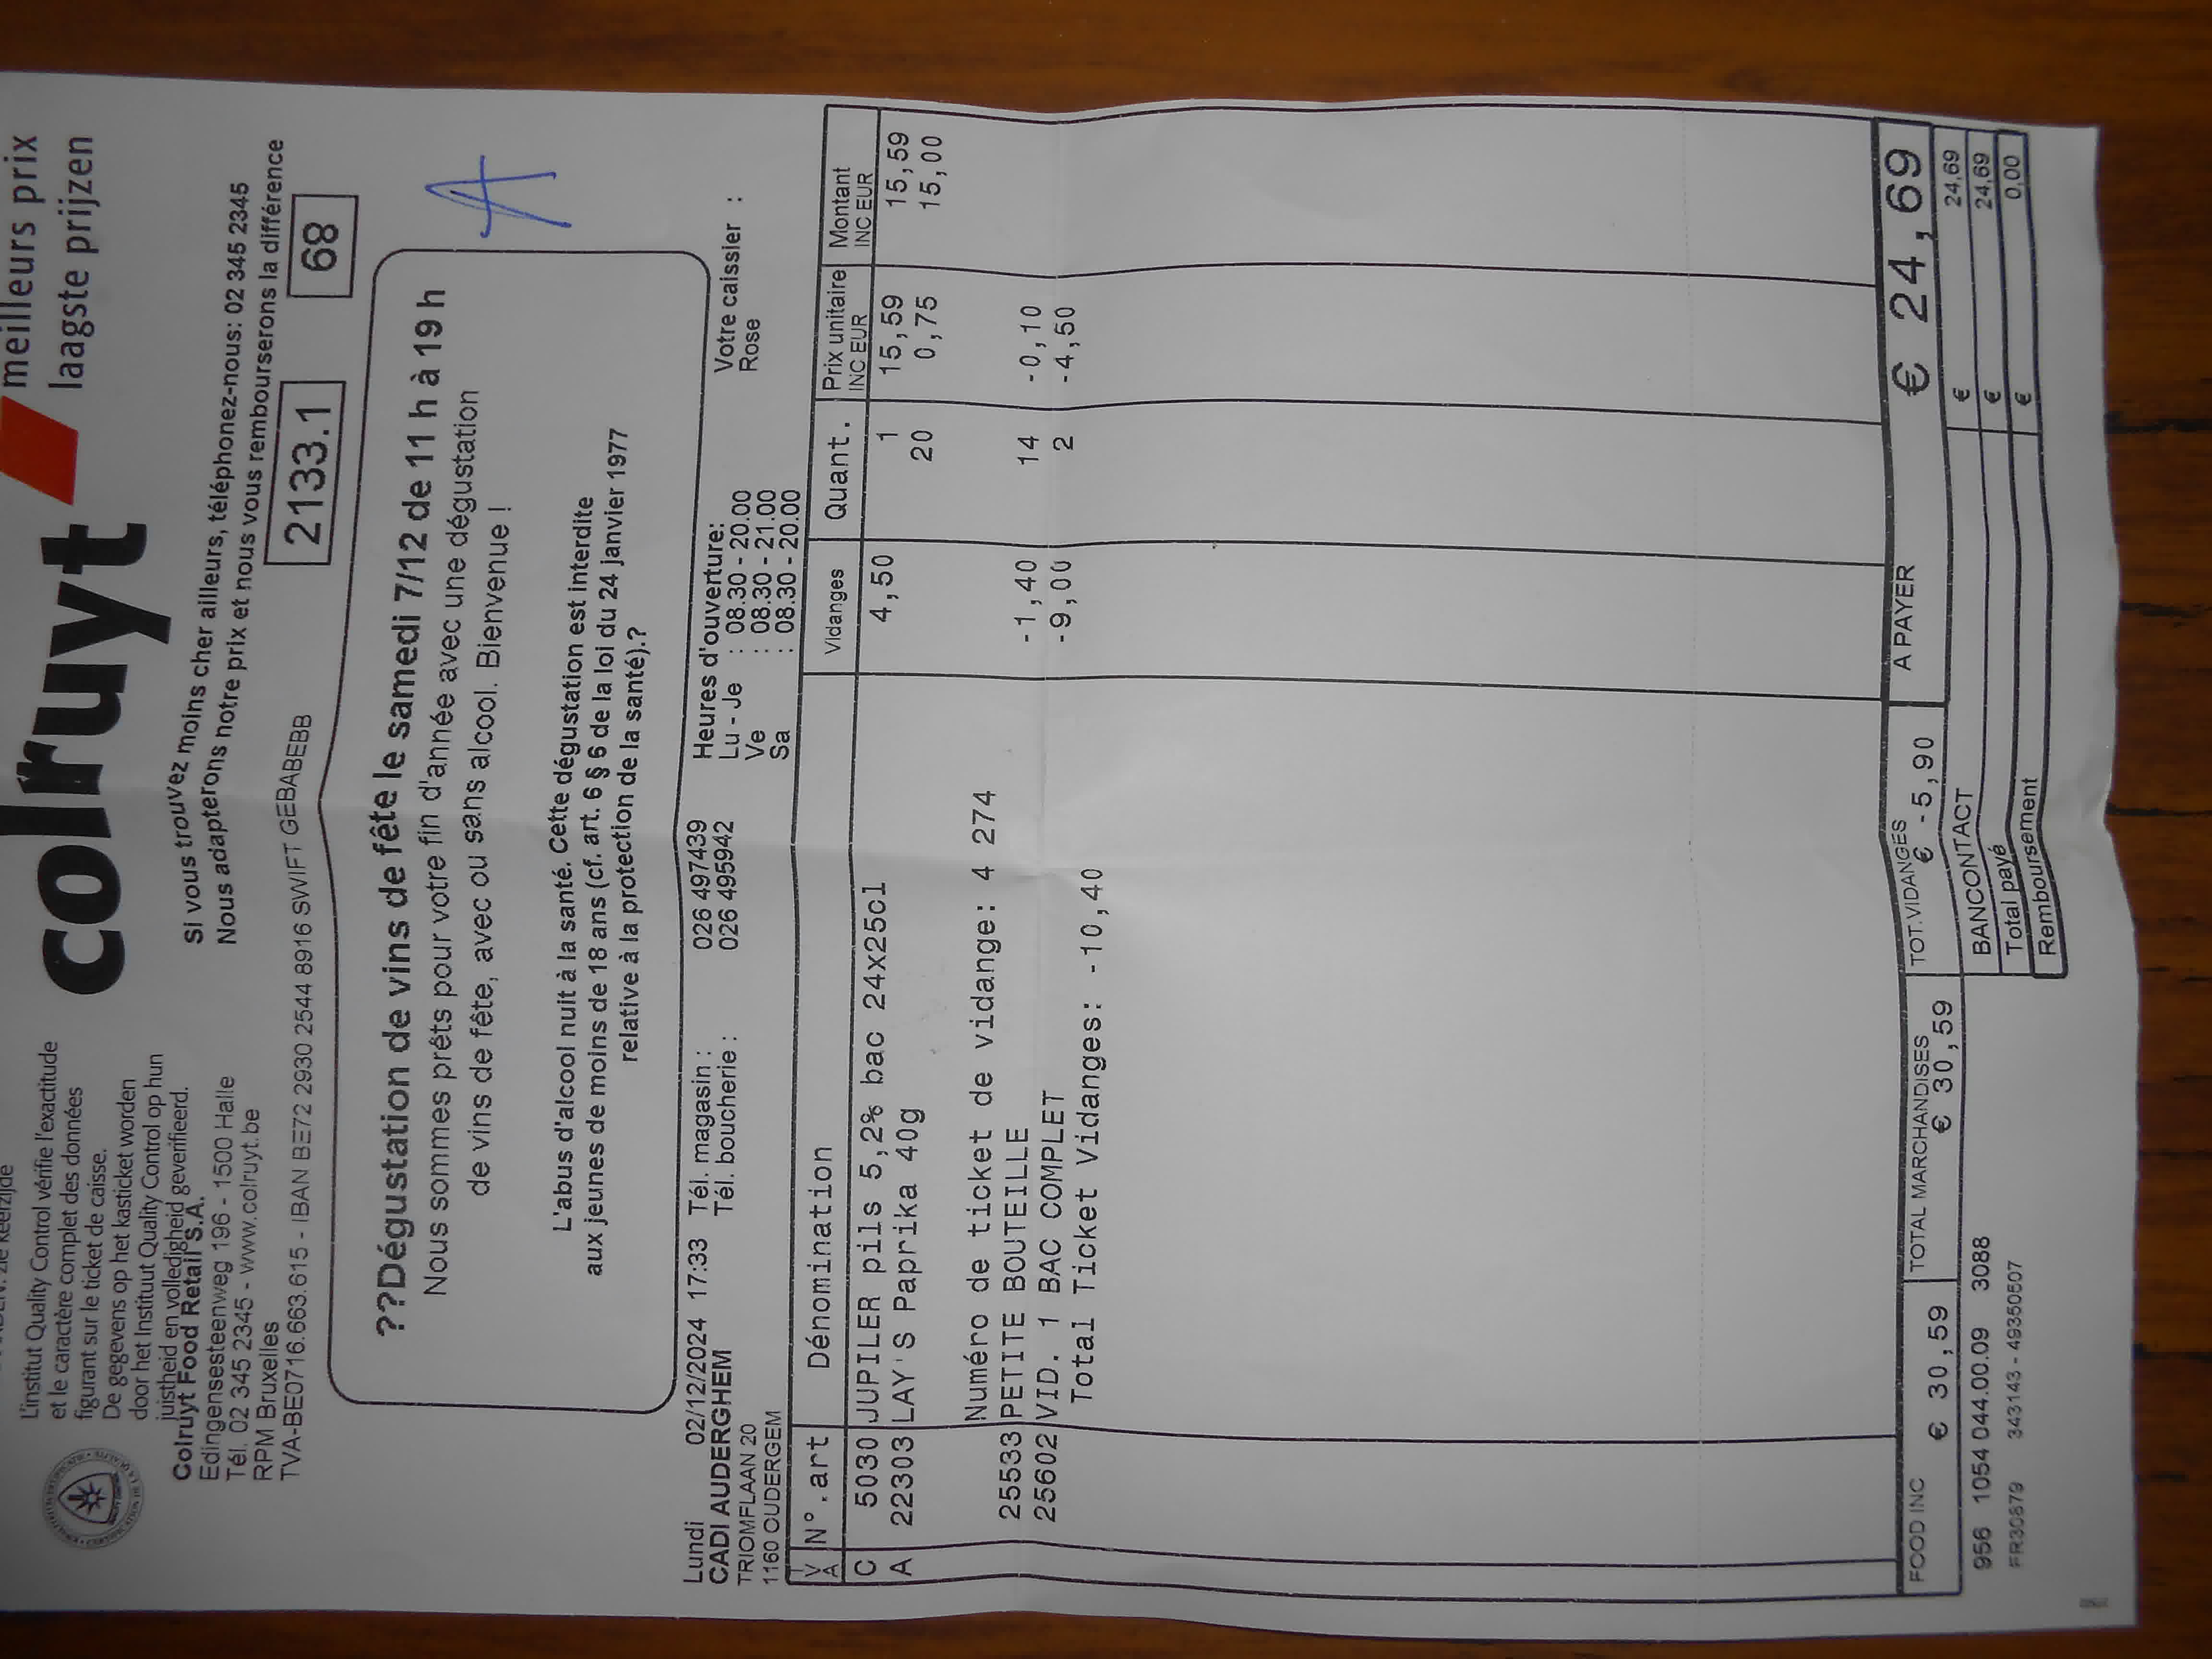 meilleurs prix
colruyt laagste prijzen
L'institut Quality Control vérifie l'exactitude
et le caractère complet des données
figurant sur le ticket de caisse.
De gegevens op het kasticket worden
door het Instituut Quality Control op hun
juistheid en volledigheid geverifieerd.
Colruyt Food Retail S.A.
Edingensesteenweg 196 - 1500 Halle
Tél. 02 345 2345 - www.colruyt.be
RPM Bruxelles
TVA-BE0716.663.615 - IBAN BE72 2930 2544 8916 SWIFT GEBABEBB
Si vous trouvez moins cher ailleurs, téléphonez-nous: 02 345 2345
Nous adapterons notre prix et nous vous rembourserons la différence
2133.1 68
??Dégustation de vins de fête le samedi 7/12 de 11 h à 19 h
Nous sommes prêts pour votre fin d'année avec une dégustation
de vins de fête, avec ou sans alcool. Bienvenue !
L'abus d'alcool nuit à la santé. Cette dégustation est interdite
aux jeunes de moins de 18 ans (cf. art. 6 § 6 de la loi du 24 janvier 1977
relative à la protection de la santé).?
Lundi 02/12/2024 17:33 Tél. magasin : 026 497439 Heures d'ouverture: Votre caissier :
CADI AUDERGHEM Tél. boucherie : 026 495942 Lu - Je : 08.30 - 20.00 Rose
TRIOMFLAAN 20 Ve : 08.30 - 21.00
1160 OUDERGEM Sa : 08.30 - 20.00
TVA N°.art Dénomination Vidanges Quant. Prix unitaire INC EUR Montant INC EUR
C 5030 JUPILER pils 5,2% bac 24x25cl 4,50 1 15,59 15,59
A 22303 LAY'S Paprika 40g 20 0,75 15,00
Numéro de ticket de vidange: 4 274
25533 PETITE BOUTEILLE -1,40 14 -0,10
25602 VID. 1 BAC COMPLET -9,00 2 -4,50
Total Ticket Vidanges: -10,40
FOOD INC TOTAL MARCHANDISES TOT.VIDANGES A PAYER € 24,69
€ 30,59 € 30,59 € -5,90
BANCONTACT € 24,69
Total payé € 24,69
Remboursement € 0,00
956 1054 044.00.09 3088
FR30879 343143 - 49350507